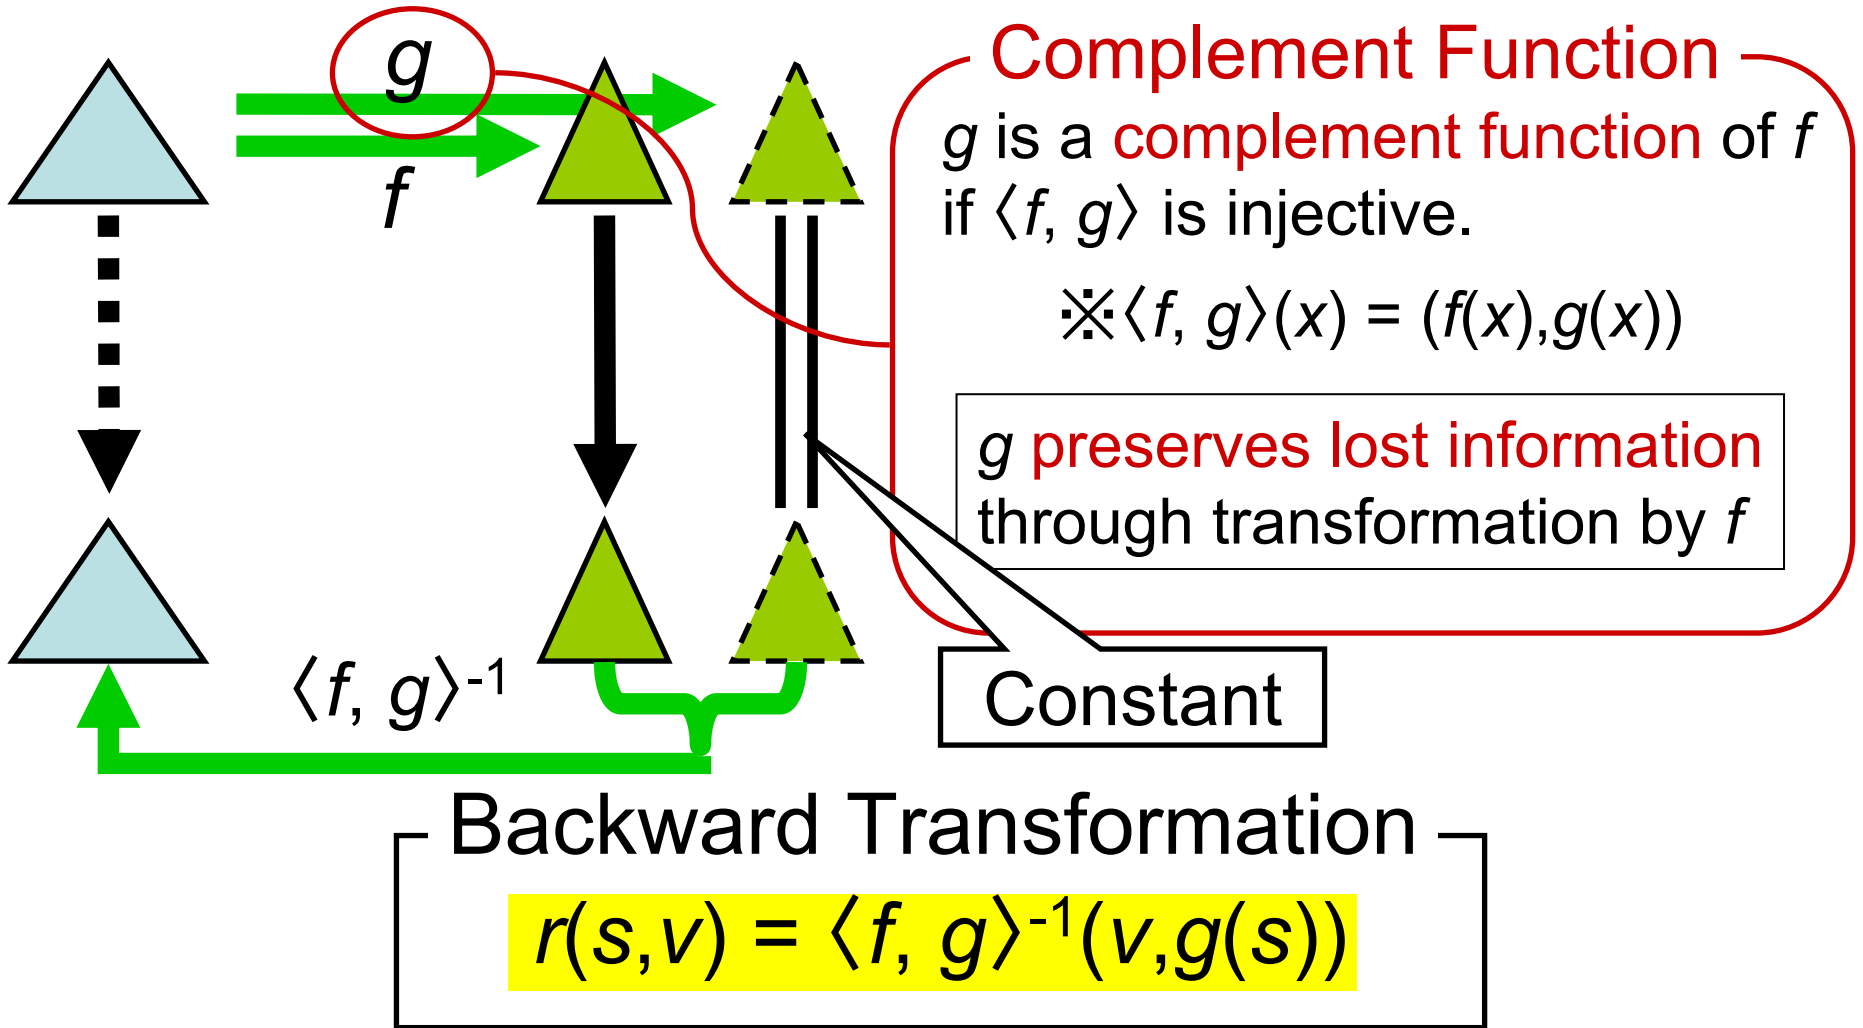 g
f
Complement Function
g is a complement function of f
if ⟨f, g⟩ is injective.
※⟨f, g⟩(x) = (f(x),g(x))
g preserves lost information
through transformation by f
Constant
⟨f, g⟩⁻¹
Backward Transformation
r(s,v) = ⟨f, g⟩⁻¹(v,g(s))